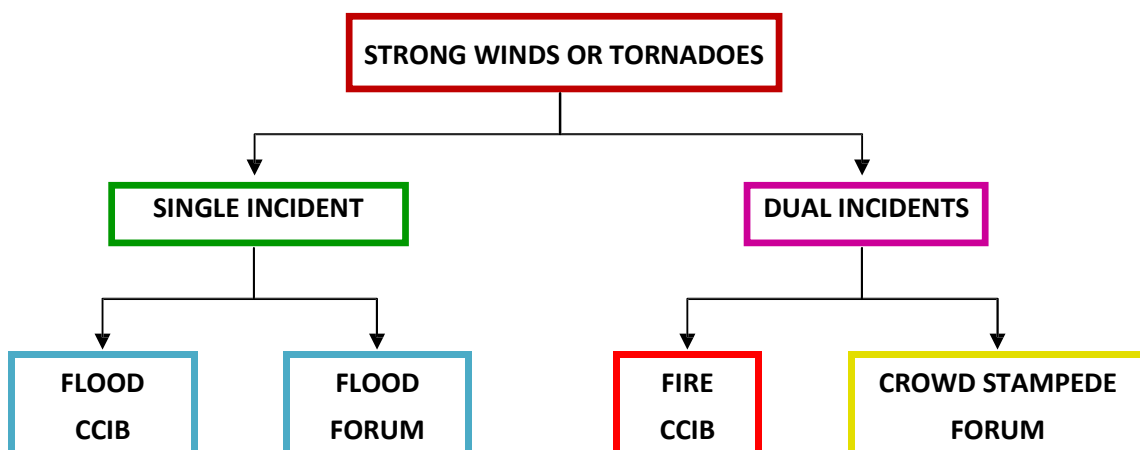 STRONG WINDS OR TORNADOES
SINGLE INCIDENT
DUAL INCIDENTS
FLOOD
CCIB
FLOOD
FORUM
FIRE
CCIB
CROWD STAMPEDE
FORUM